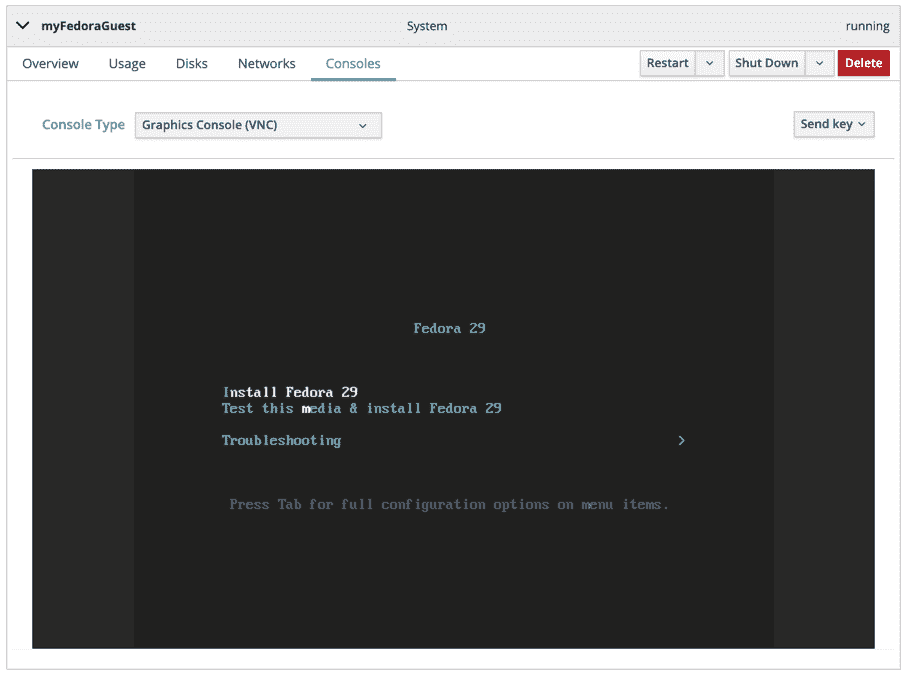 myFedoraGuest System running
Overview Usage Disks Networks Consoles Restart Shut Down Delete
Console Type Graphics Console (VNC) Send key
Fedora 29
Install Fedora 29
Test this media & install Fedora 29
Troubleshooting >
Press Tab for full configuration options on menu items.